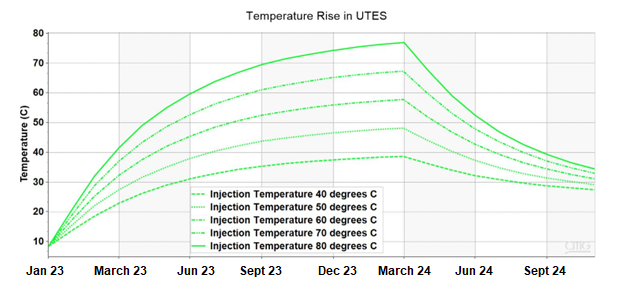 Temperature Rise in UTES
Temperature (C)
80
70
60
50
40
30
20
10
Injection Temperature 40 degrees C
Injection Temperature 50 degrees C
Injection Temperature 60 degrees C
Injection Temperature 70 degrees C
Injection Temperature 80 degrees C
Jan 23 March 23 Jun 23 Sept 23 Dec 23 March 24 Jun 24 Sept 24